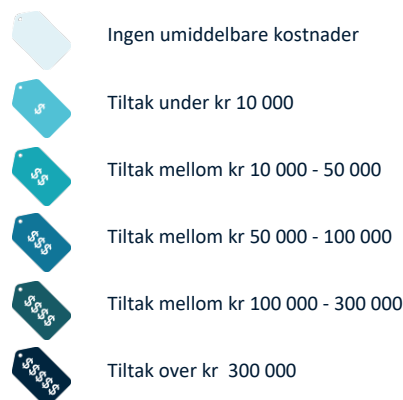 Ingen umiddelbare kostnader
$ Tiltak under kr 10 000
$$ Tiltak mellom kr 10 000 - 50 000
$$$ Tiltak mellom kr 50 000 - 100 000
$$$$ Tiltak mellom kr 100 000 - 300 000
$$$$$ Tiltak over kr  300 000